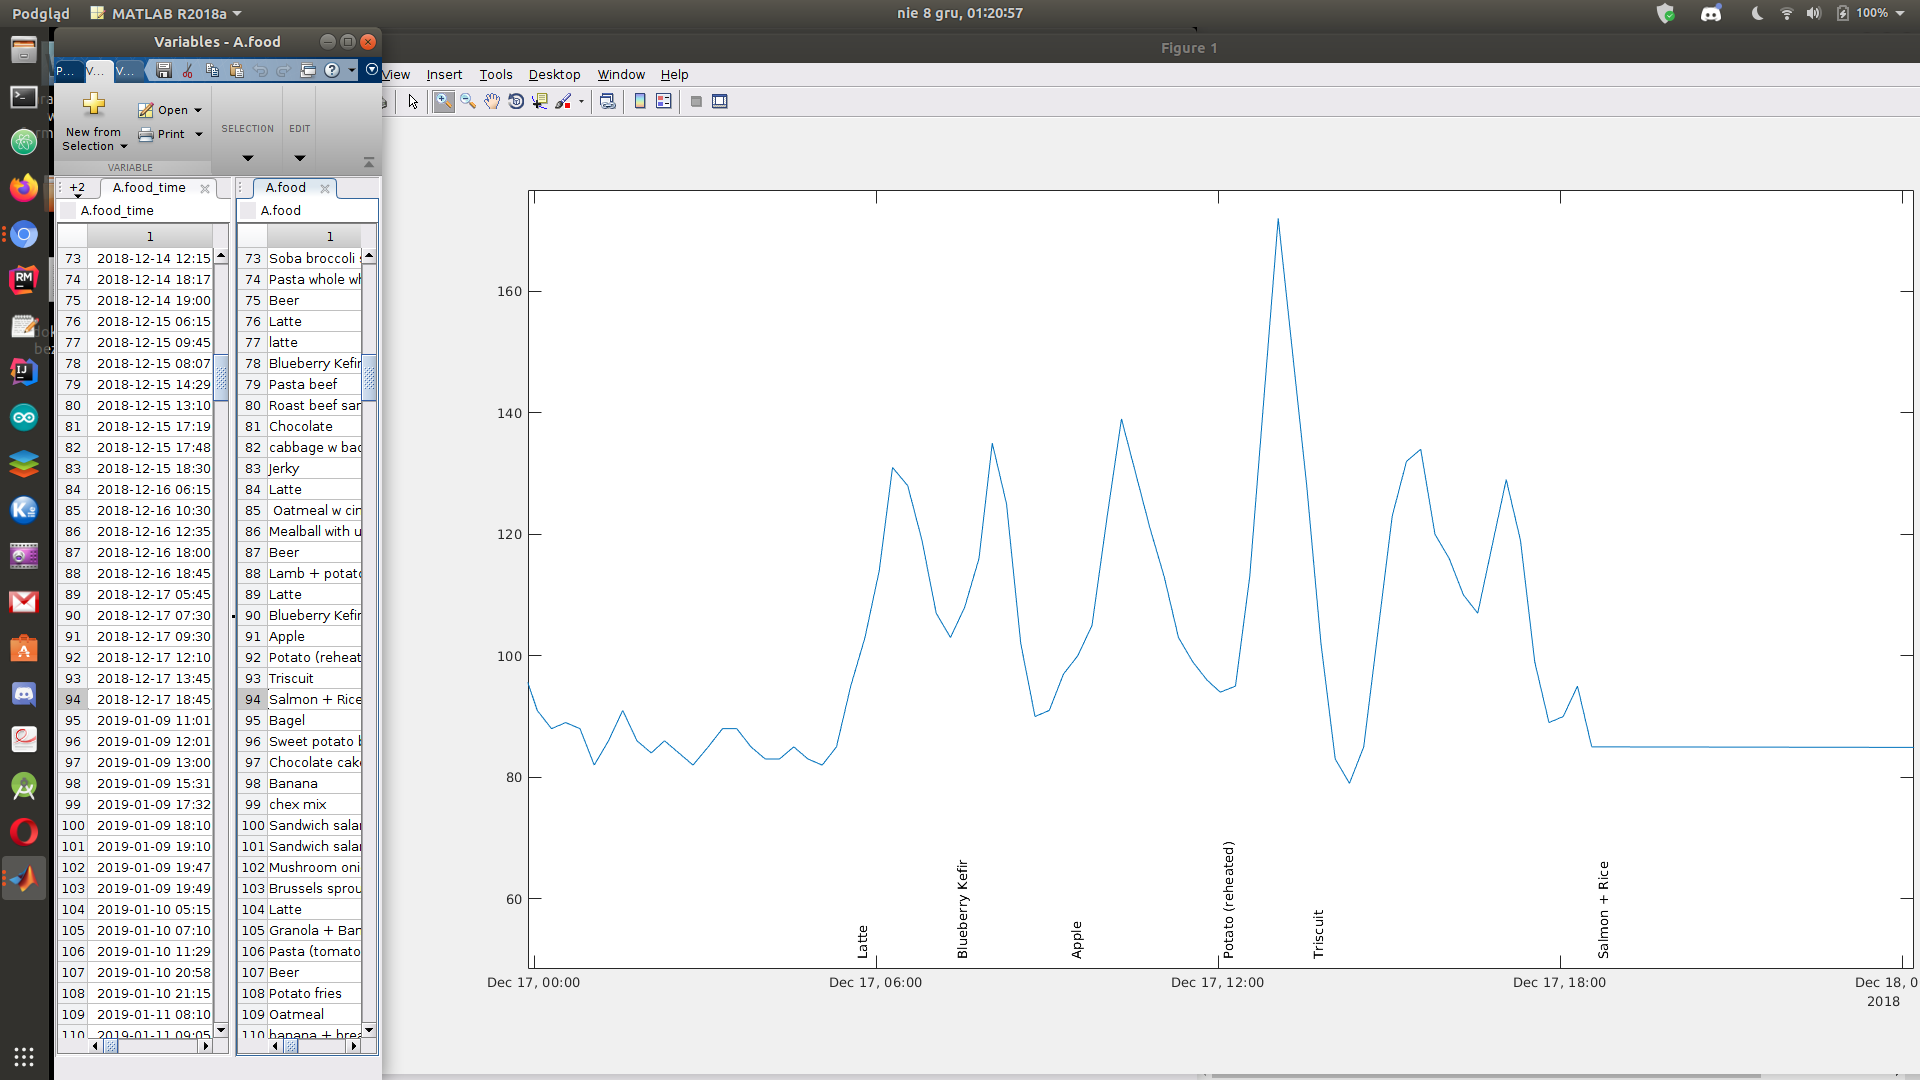 Podgląd MATLAB R2018a nie 8 gru, 01:20:57 100%
Variables - A.food
Figure 1
P... V... V...
View Insert Tools Desktop Window Help
New from Selection
Open
Print
SELECTION
EDIT
VARIABLE
+2 A.food_time A.food
A.food_time A.food
1 1
73 2018-12-14 12:15 73 Soba broccoli
74 2018-12-14 18:17 74 Pasta whole wh
75 2018-12-14 19:00 75 Beer
76 2018-12-15 06:15 76 Latte
77 2018-12-15 09:45 77 latte
78 2018-12-15 08:07 78 Blueberry Kefir
79 2018-12-15 14:29 79 Pasta beef
80 2018-12-15 13:10 80 Roast beef sar
81 2018-12-15 17:19 81 Chocolate
82 2018-12-15 17:48 82 cabbage w bac
83 2018-12-15 18:30 83 Jerky
84 2018-12-16 06:15 84 Latte
85 2018-12-16 10:30 85 Oatmeal w cin
86 2018-12-16 12:35 86 Mealball with u
87 2018-12-16 18:00 87 Beer
88 2018-12-16 18:45 88 Lamb + potato
89 2018-12-17 05:45 89 Latte
90 2018-12-17 07:30 90 Blueberry Kefir
91 2018-12-17 09:30 91 Apple
92 2018-12-17 12:10 92 Potato (reheat
93 2018-12-17 13:45 93 Triscuit
94 2018-12-17 18:45 94 Salmon + Rice
95 2019-01-09 11:01 95 Bagel
96 2019-01-09 12:01 96 Sweet potato b
97 2019-01-09 13:00 97 Chocolate cake
98 2019-01-09 15:31 98 Banana
99 2019-01-09 17:32 99 chex mix
100 2019-01-09 18:10 100 Sandwich salar
101 2019-01-09 19:10 101 Sandwich salar
102 2019-01-09 19:47 102 Mushroom oni
103 2019-01-09 19:49 103 Brussels sprou
104 2019-01-10 05:15 104 Latte
105 2019-01-10 07:10 105 Granola + Ban
106 2019-01-10 11:29 106 Pasta (tomato
107 2019-01-10 20:58 107 Beer
108 2019-01-10 21:15 108 Potato fries
109 2019-01-11 08:10 109 Oatmeal
110 2019-01-11 09:05 110 banana + brea
160
140
120
100
80
60
Latte
Blueberry Kefir
Apple
Potato (reheated)
Triscuit
Salmon + Rice
Dec 17, 00:00 Dec 17, 06:00 Dec 17, 12:00 Dec 17, 18:00 Dec 18, 0
2018